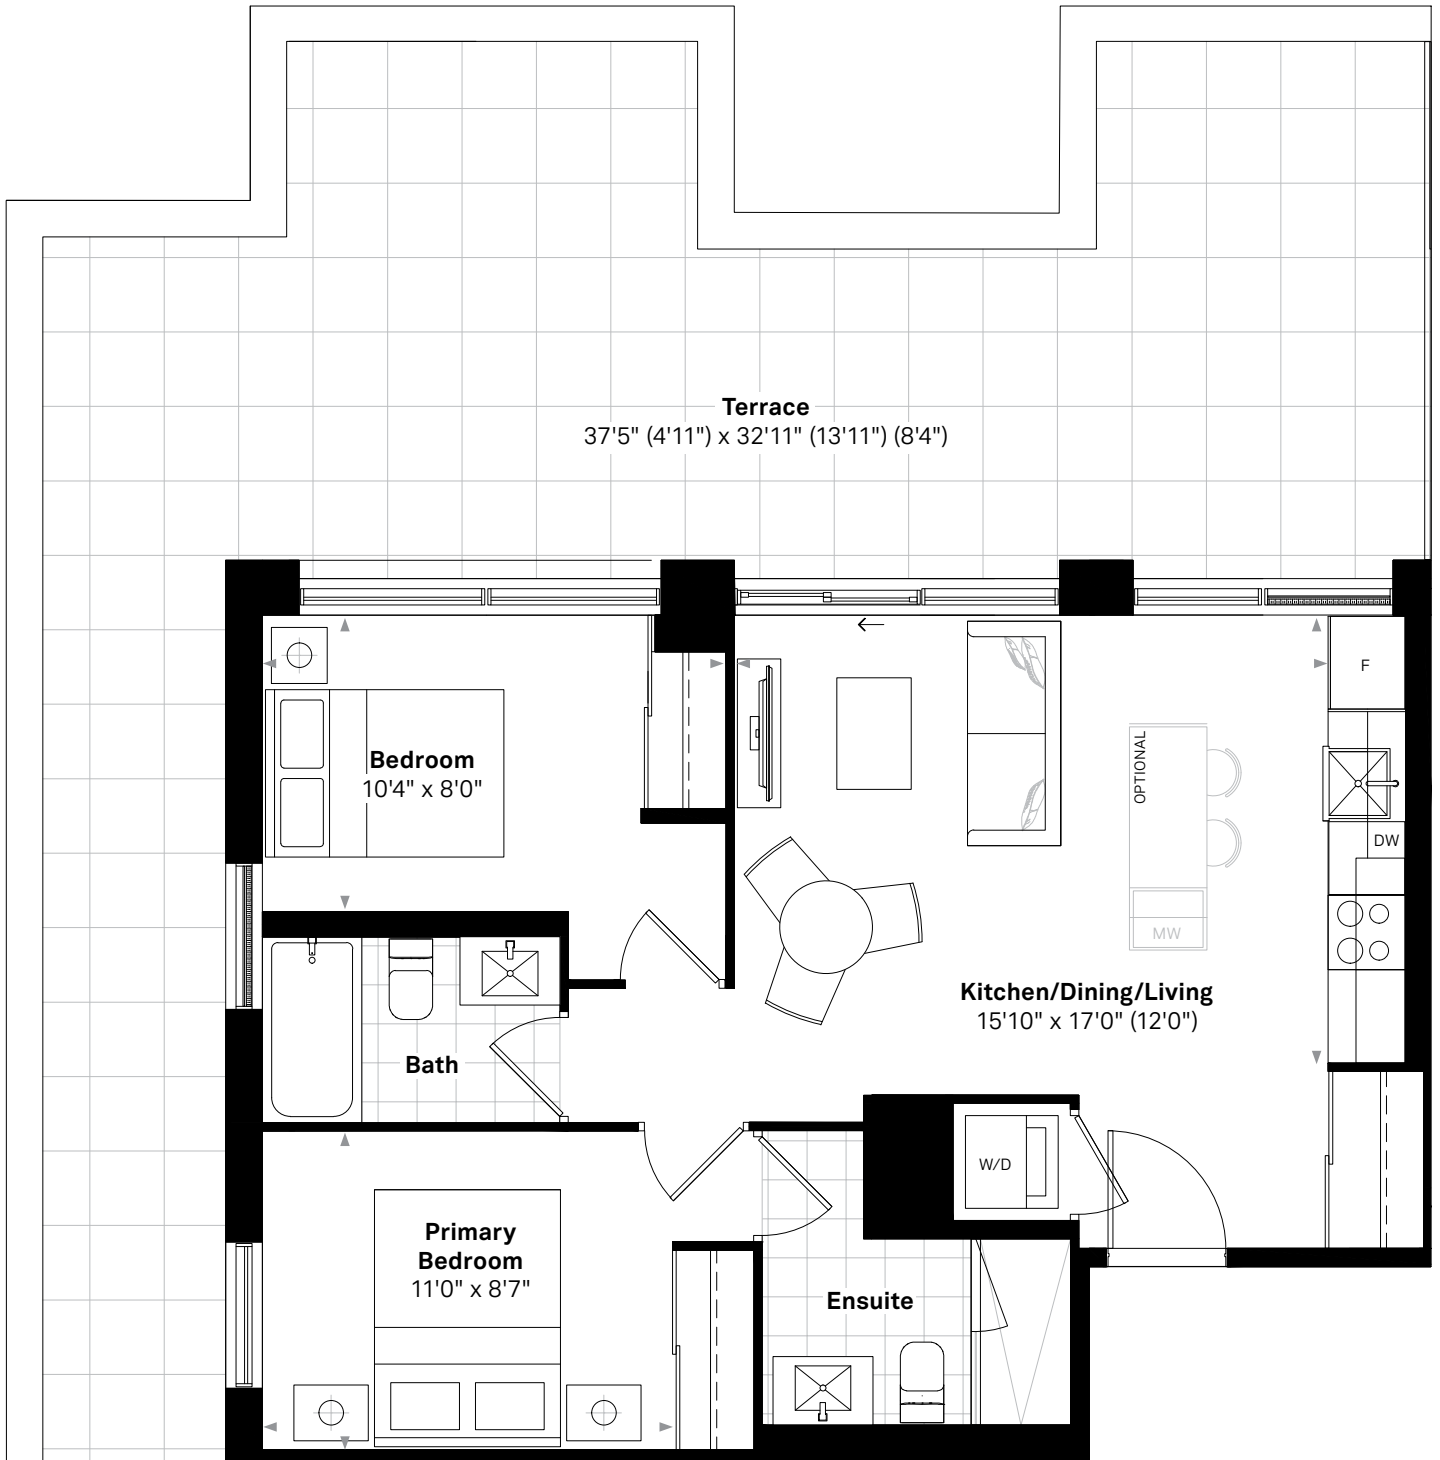 Terrace
37'5" (4'11") x 32'11" (13'11") (8'4")
F
Bedroom
10'4" x 8'0"
OPTIONAL
DW
MW
Kitchen/Dining/Living
15'10" x 17'0" (12'0")
Bath
W/D
Primary
Bedroom
11'0" x 8'7"
Ensuite